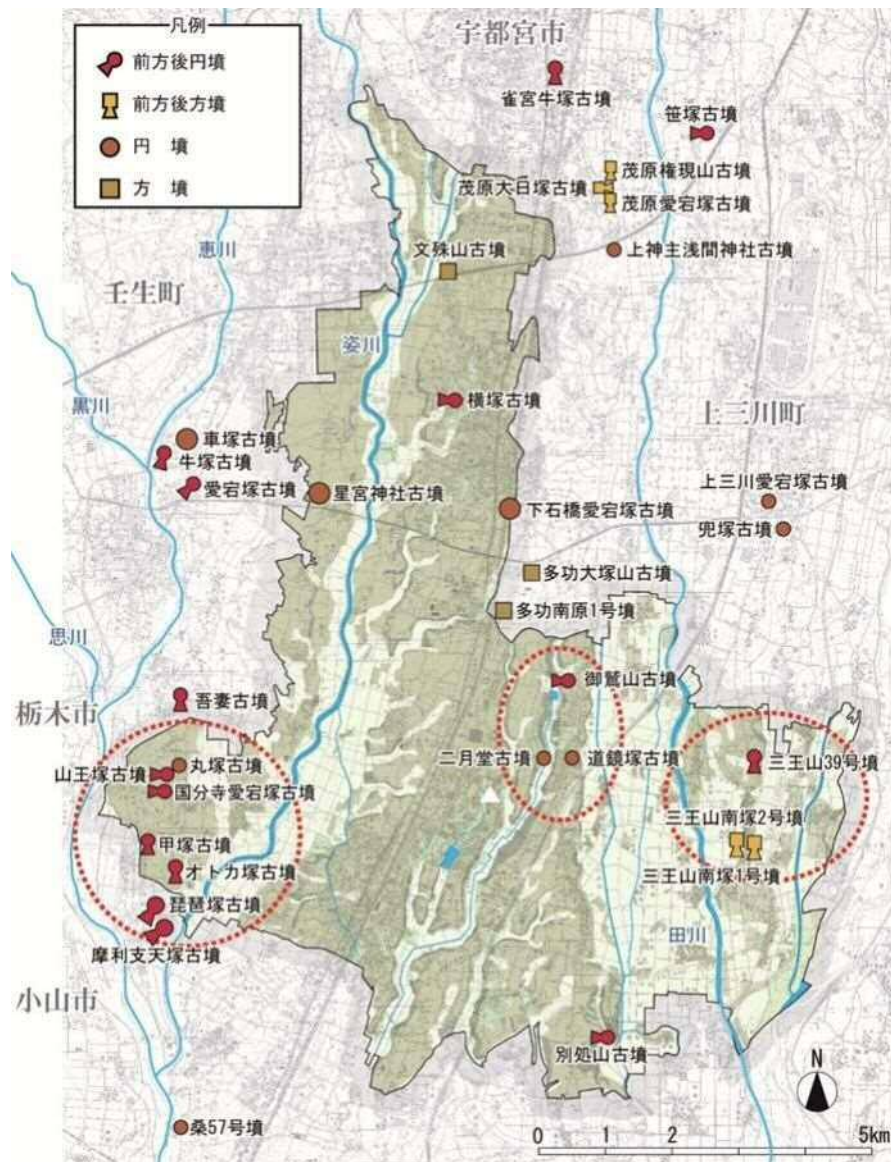 凡例
前方後円墳
前方後方墳
円 墳
方 墳
宇都宮市
雀宮牛塚古墳
笹塚古墳
茂原権現山古墳
茂原大日塚古墳
茂原愛宕塚古墳
文殊山古墳
上神主浅間神社古墳
恵川
壬生町
姿川
黒川
横塚古墳
上三川町
車塚古墳
牛塚古墳
愛宕塚古墳
星宮神社古墳
下石橋愛宕塚古墳
上三川愛宕塚古墳
兜塚古墳
多功大塚山古墳
多功南原1号墳
思川
栃木市
吾妻古墳
御鷲山古墳
山王塚古墳
丸塚古墳
国分寺愛宕塚古墳
二月堂古墳
道鏡塚古墳
三王山39号墳
甲塚古墳
オトカ塚古墳
三王山南塚2号墳
三王山南塚1号墳
琵琶塚古墳
摩利支天塚古墳
田川
小山市
別処山古墳
桑57号墳
N
0 1 2 5km